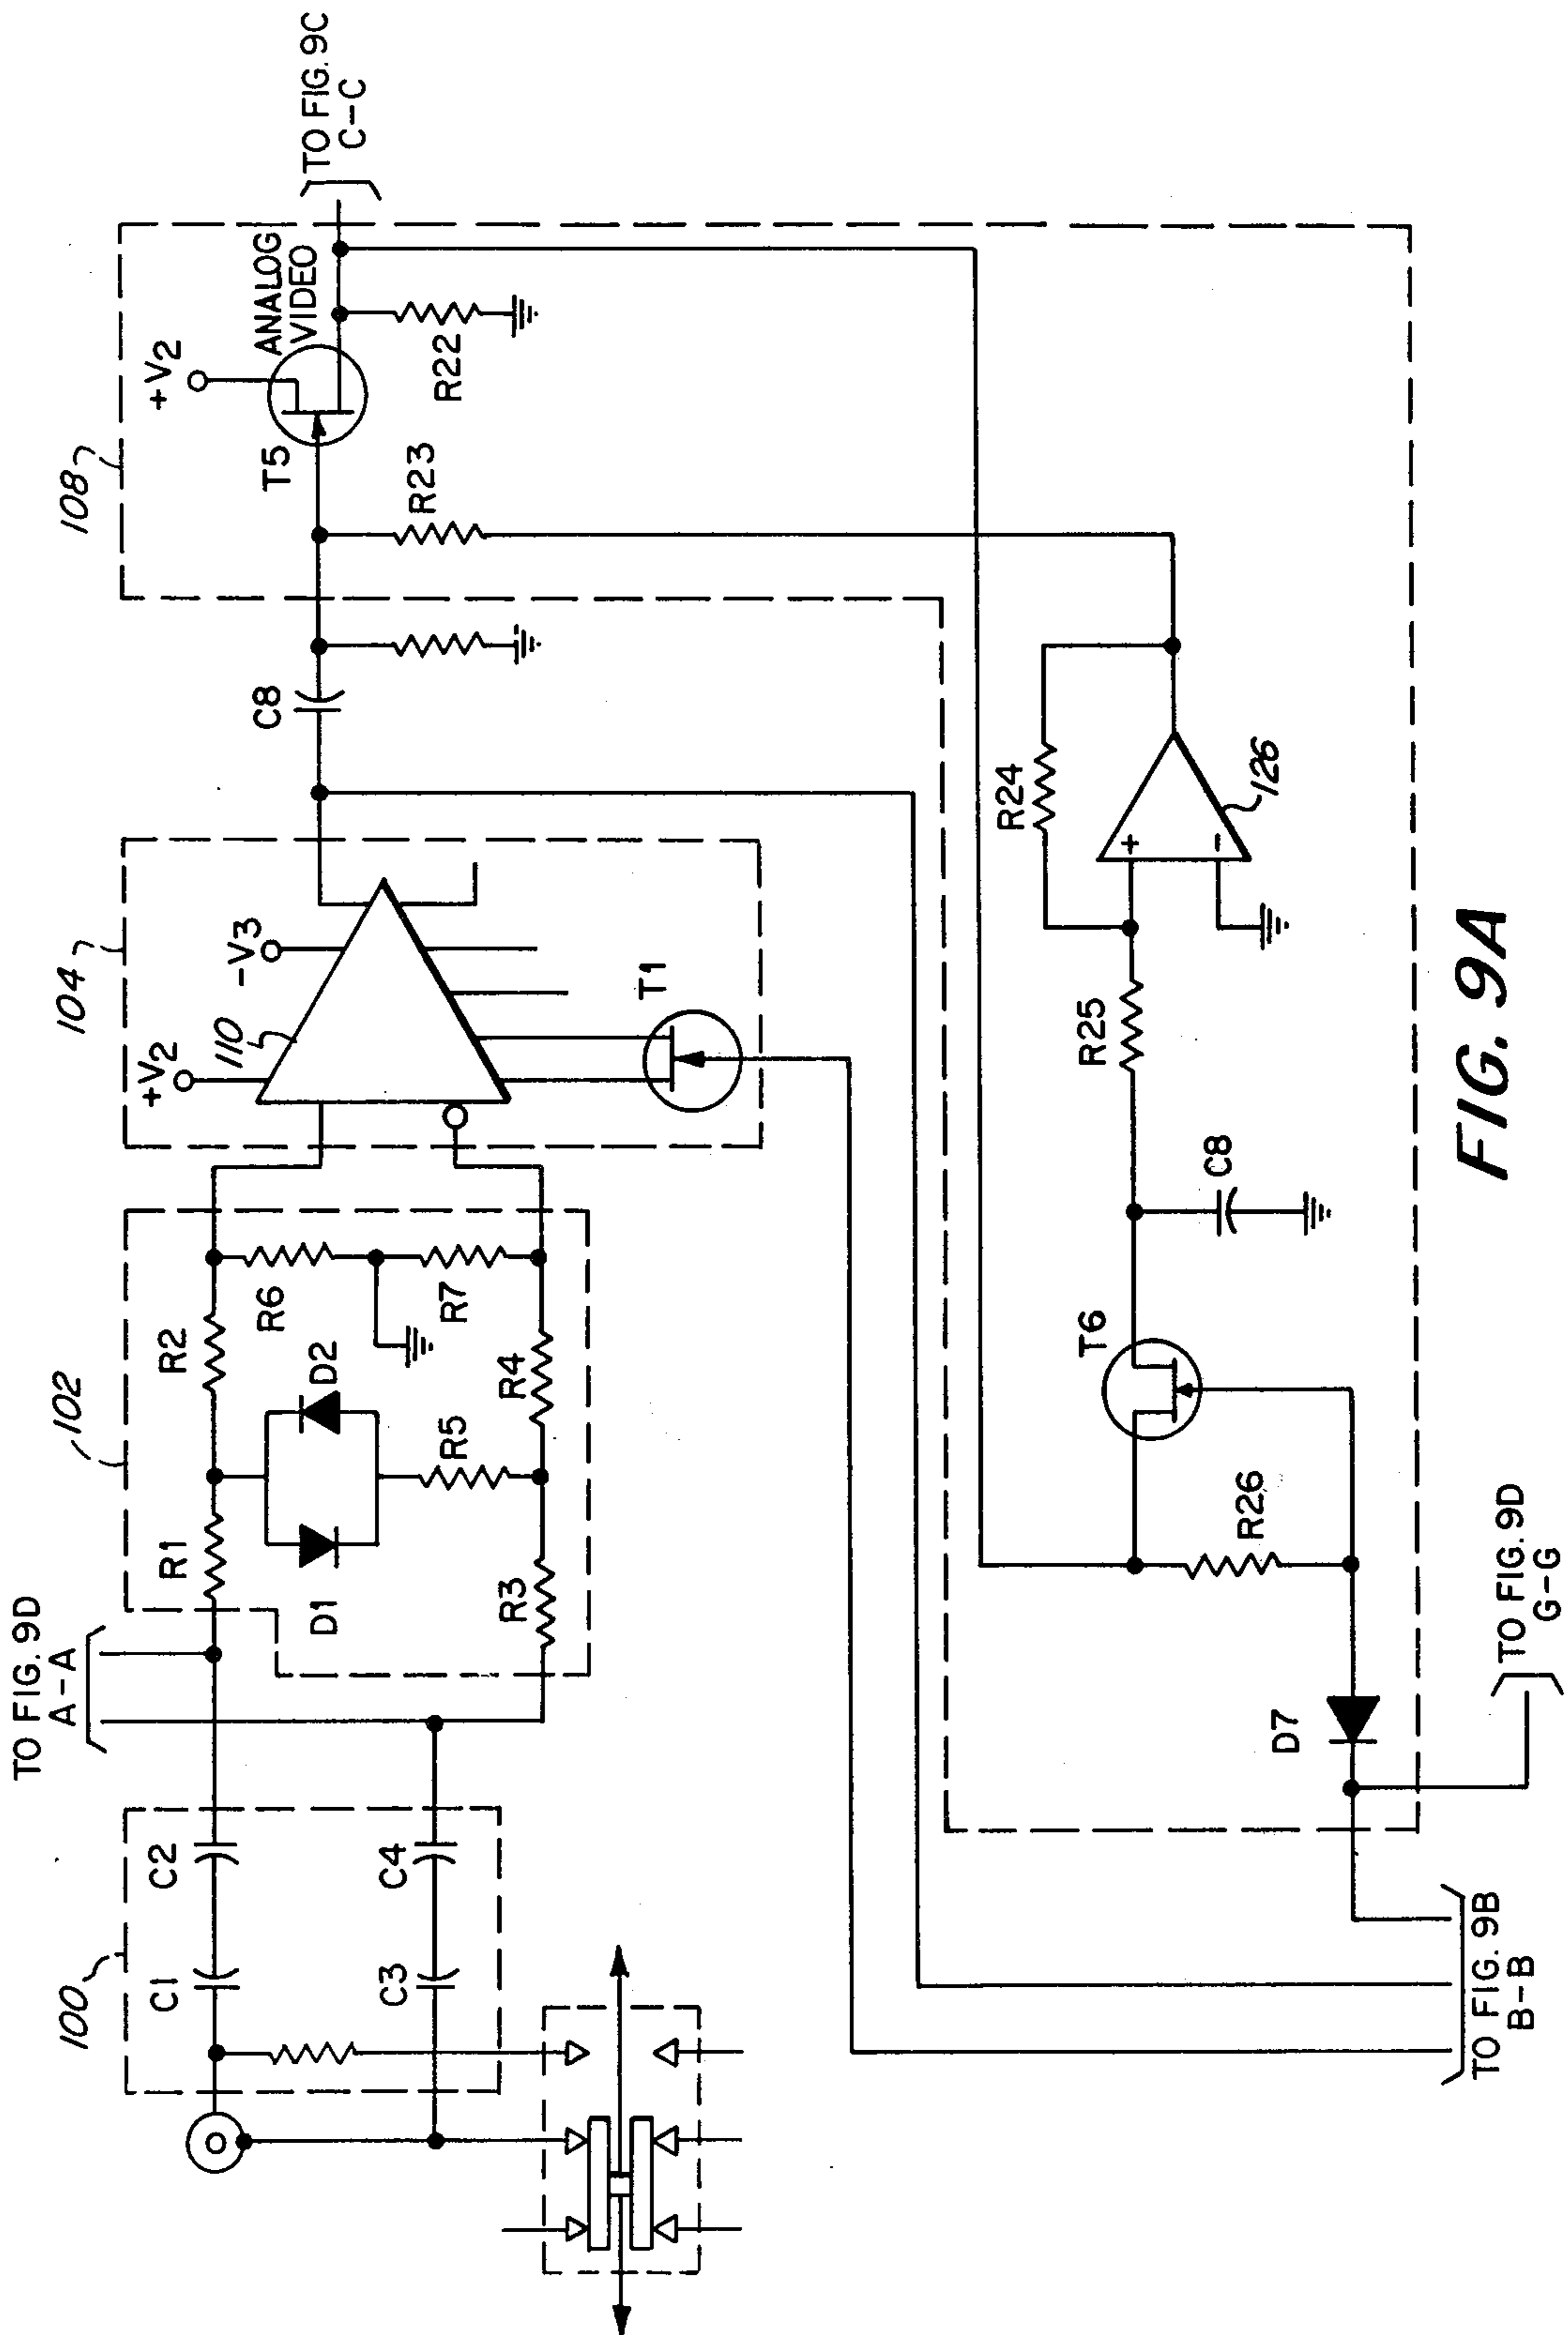 TO FIG. 9D
A-A
100
C1
C2
C3
C4
102
R1
R2
D1
D2
R5
R3
R4
R6
R7
104
+V2
-V3
110
T1
C8
108
+V2
T5
ANALOG
VIDEO
R23
R22
TO FIG. 9C
C-C
D7
R26
T6
C8
R25
R24
+
-
126
TO FIG. 9B
B-B
TO FIG. 9D
G-G
FIG. 9A